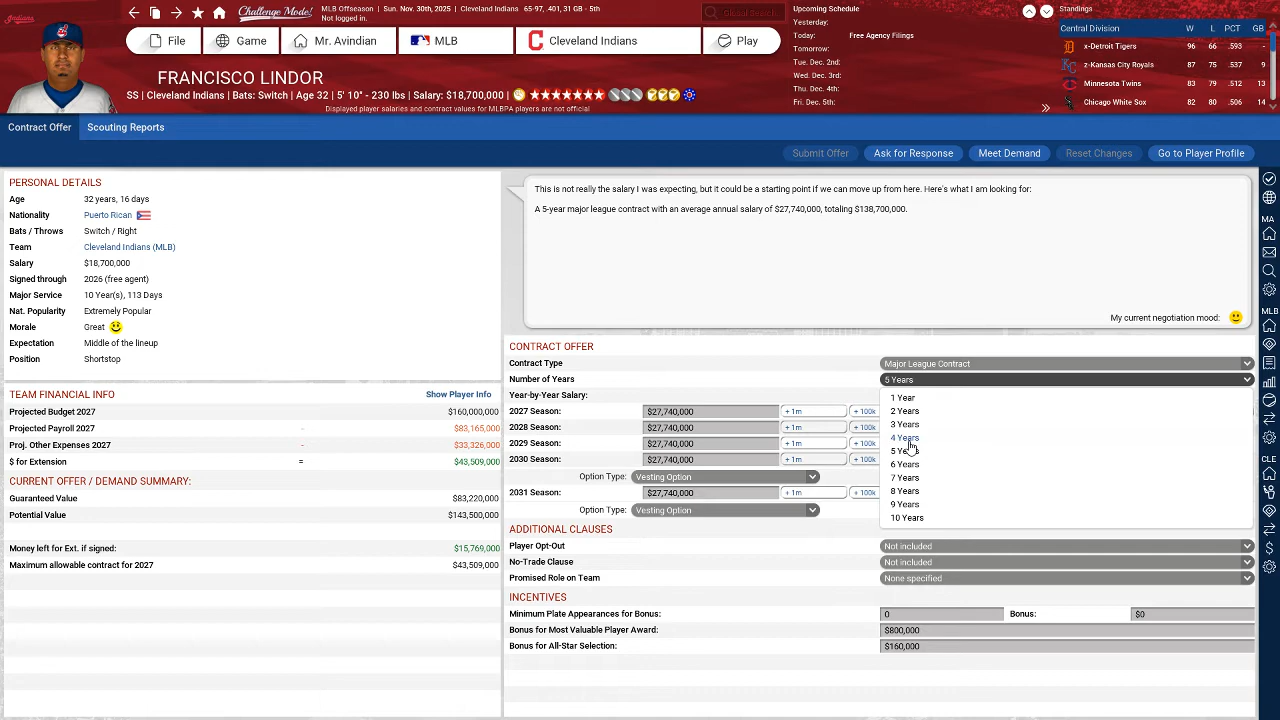 Indians
Challenge Mode!
MLB Offseason | Sun. Nov. 30th, 2025 | Cleveland Indians 65-97, .401, 31 GB - 5th
Not logged in.
Global Search...
File
Game
Mr. Avindian
MLB
Cleveland Indians
Play
Upcoming Schedule
Yesterday:
Today: Free Agency Filings
Tomorrow:
Tue. Dec. 2nd:
Wed. Dec. 3rd:
Thu. Dec. 4th:
Fri. Dec. 5th:
Standings
Central Division W L PCT GB
x-Detroit Tigers 96 66 .593 -
z-Kansas City Royals 87 75 .537 9
Minnesota Twins 83 79 .512 13
Chicago White Sox 82 80 .506 14
FRANCISCO LINDOR
SS | Cleveland Indians | Bats: Switch | Age 32 | 5' 10" - 230 lbs | Salary: $18,700,000 |
Displayed player salaries and contract values for MLBPA players are not official
Contract Offer
Scouting Reports
Submit Offer
Ask for Response
Meet Demand
Reset Changes
Go to Player Profile
PERSONAL DETAILS
Age 32 years, 16 days
Nationality Puerto Rican
Bats / Throws Switch / Right
Team Cleveland Indians (MLB)
Salary $18,700,000
Signed through 2026 (free agent)
Major Service 10 Year(s), 113 Days
Nat. Popularity Extremely Popular
Morale Great
Expectation Middle of the lineup
Position Shortstop
TEAM FINANCIAL INFO Show Player Info
Projected Budget 2027 $160,000,000
Projected Payroll 2027 - $83,165,000
Proj. Other Expenses 2027 - $33,326,000
$ for Extension = $43,509,000
CURRENT OFFER / DEMAND SUMMARY:
Guaranteed Value $83,220,000
Potential Value $143,500,000
Money left for Ext. if signed: $15,769,000
Maximum allowable contract for 2027 $43,509,000
This is not really the salary I was expecting, but it could be a starting point if we can move up from here. Here's what I am looking for:
A 5-year major league contract with an average annual salary of $27,740,000, totaling $138,700,000.
My current negotiation mood:
CONTRACT OFFER
Contract Type Major League Contract
Number of Years 5 Years
Year-by-Year Salary:
2027 Season: $27,740,000 + 1m + 100k
2028 Season: $27,740,000 + 1m + 100k
2029 Season: $27,740,000 + 1m + 100k
2030 Season: $27,740,000 + 1m + 100k
Option Type: Vesting Option
2031 Season: $27,740,000 + 1m + 100k
Option Type: Vesting Option
1 Year
2 Years
3 Years
4 Years
5 Years
6 Years
7 Years
8 Years
9 Years
10 Years
ADDITIONAL CLAUSES
Player Opt-Out Not included
No-Trade Clause Not included
Promised Role on Team None specified
INCENTIVES
Minimum Plate Appearances for Bonus: 0 Bonus: $0
Bonus for Most Valuable Player Award: $800,000
Bonus for All-Star Selection: $160,000
MA
MLB
CLE